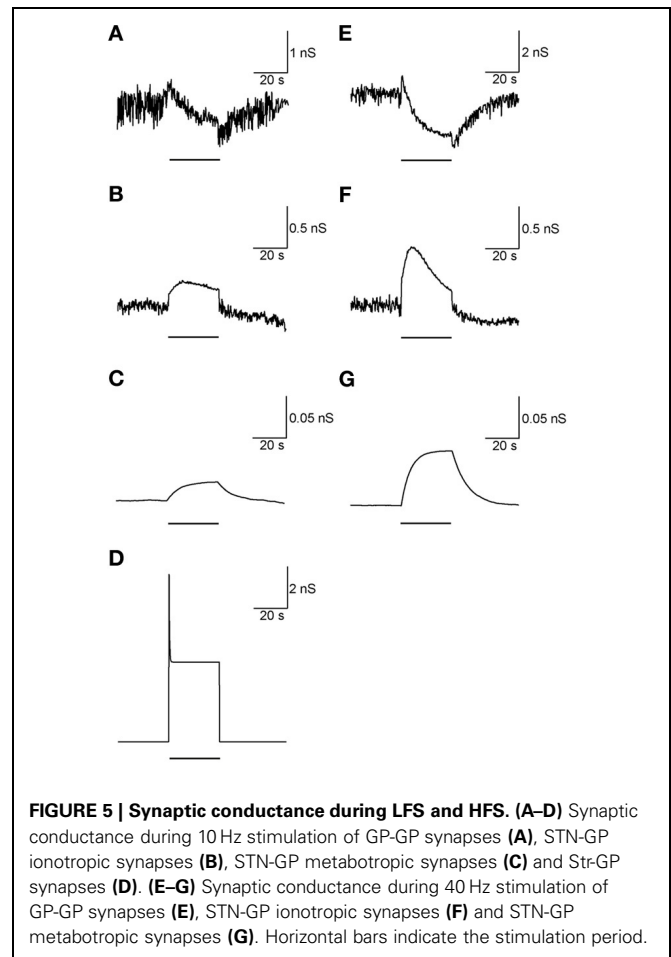 A
1 nS
20 s
E
2 nS
20 s
B
0.5 nS
20 s
F
0.5 nS
20 s
C
0.05 nS
20 s
G
0.05 nS
20 s
D
2 nS
20 s
FIGURE 5 | Synaptic conductance during LFS and HFS. (A–D) Synaptic
conductance during 10 Hz stimulation of GP-GP synapses (A), STN-GP
ionotropic synapses (B), STN-GP metabotropic synapses (C) and Str-GP
synapses (D). (E–G) Synaptic conductance during 40 Hz stimulation of
GP-GP synapses (E), STN-GP ionotropic synapses (F) and STN-GP
metabotropic synapses (G). Horizontal bars indicate the stimulation period.